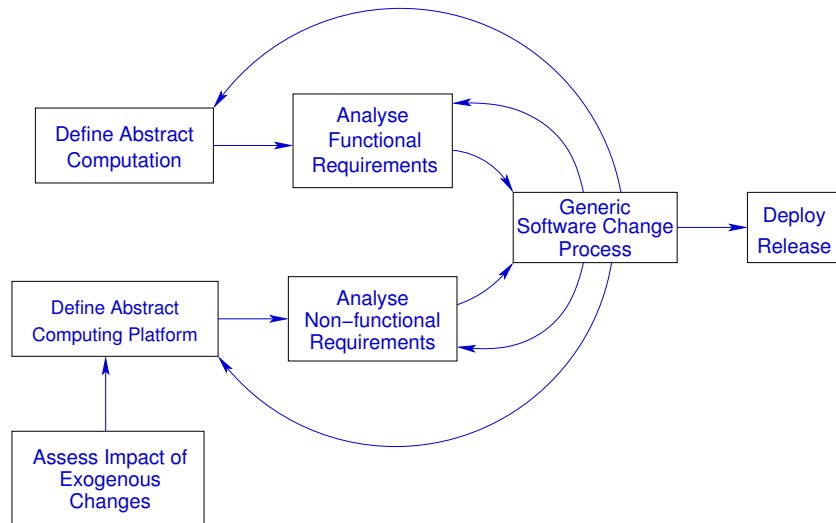 Define Abstract
Computation
Analyse
Functional
Requirements
Generic
Software Change
Process
Deploy
Release
Define Abstract
Computing Platform
Analyse
Non−functional
Requirements
Assess Impact of
Exogenous
Changes